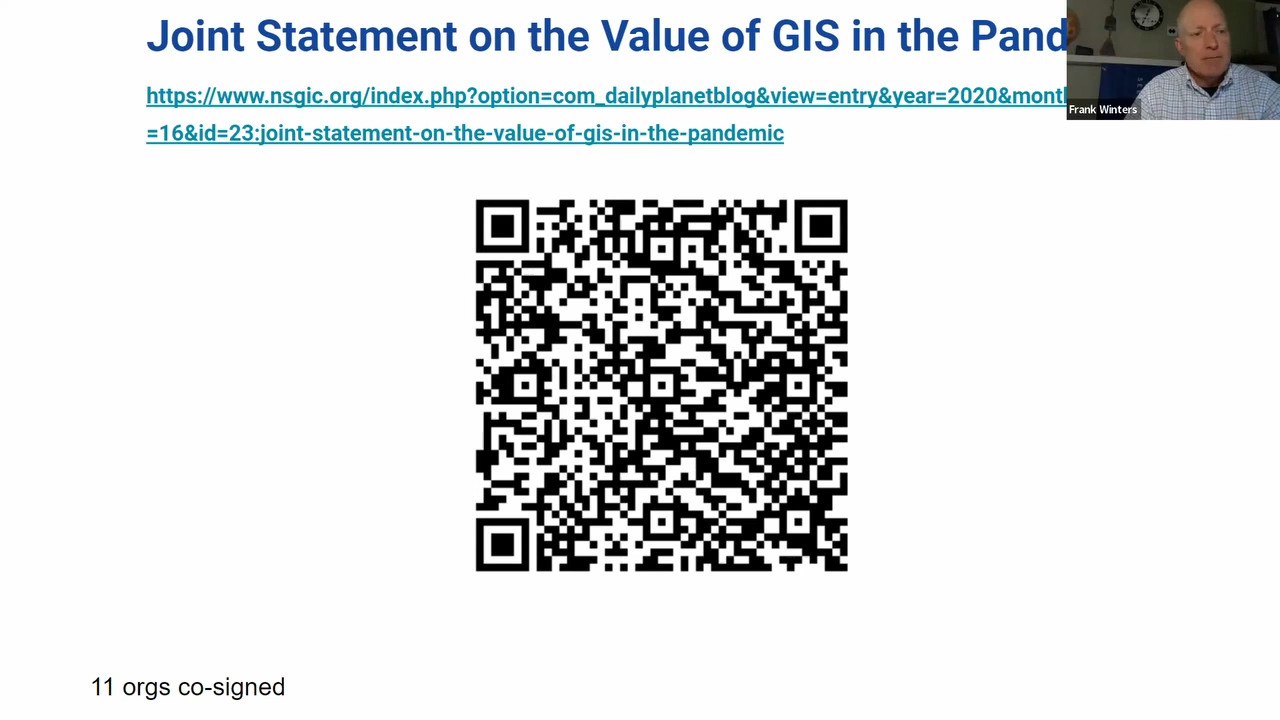 Joint Statement on the Value of GIS in the Pand
https://www.nsgic.org/index.php?option=com_dailyplanetblog&view=entry&year=2020&mont
=16&id=23:joint-statement-on-the-value-of-gis-in-the-pandemic
Frank Winters
11 orgs co-signed